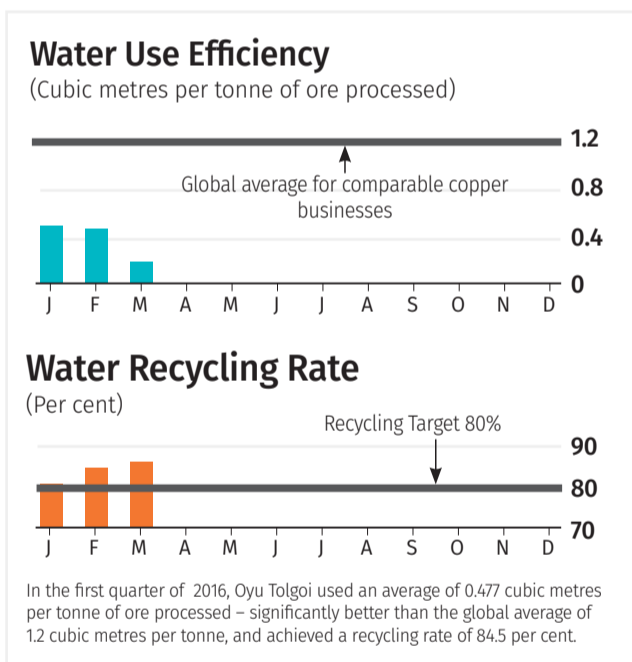 Water Use Efficiency
(Cubic metres per tonne of ore processed)
1.2
Global average for comparable copper
businesses
0.8
0.4
0
J F M A M J J A S O N D
Water Recycling Rate
(Per cent)
Recycling Target 80%
90
80
70
J F M A M J J A S O N D
In the first quarter of 2016, Oyu Tolgoi used an average of 0.477 cubic metres
per tonne of ore processed – significantly better than the global average of
1.2 cubic metres per tonne, and achieved a recycling rate of 84.5 per cent.